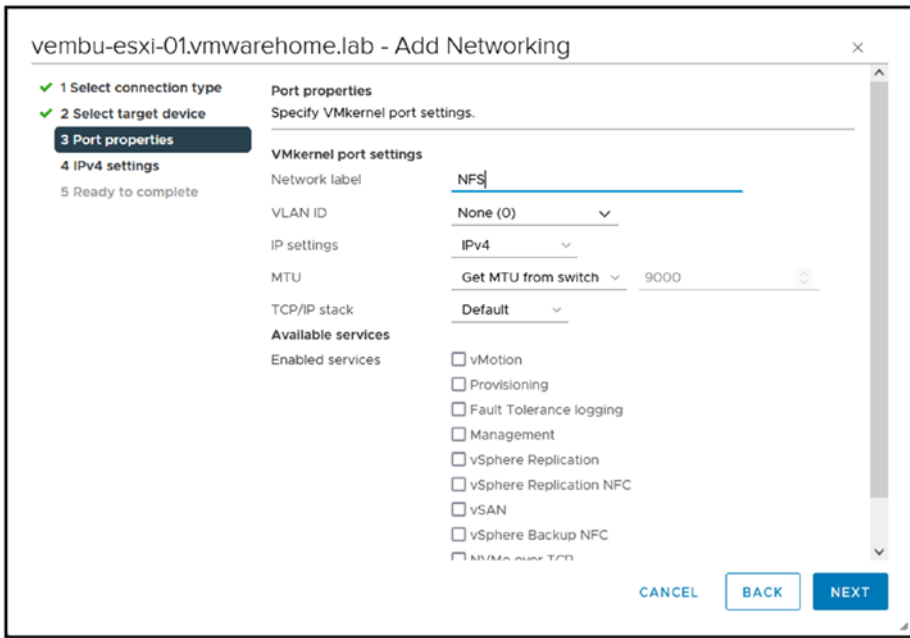 vembu-esxi-01.vmwarehome.lab - Add Networking
1 Select connection type
2 Select target device
3 Port properties
4 IPv4 settings
5 Ready to complete
Port properties
Specify VMkernel port settings.
VMkernel port settings
Network label NFS
VLAN ID None (0)
IP settings IPv4
MTU Get MTU from switch 9000
TCP/IP stack Default
Available services
Enabled services vMotion
Provisioning
Fault Tolerance logging
Management
vSphere Replication
vSphere Replication NFC
vSAN
vSphere Backup NFC
NVMe over TCP
CANCEL BACK NEXT